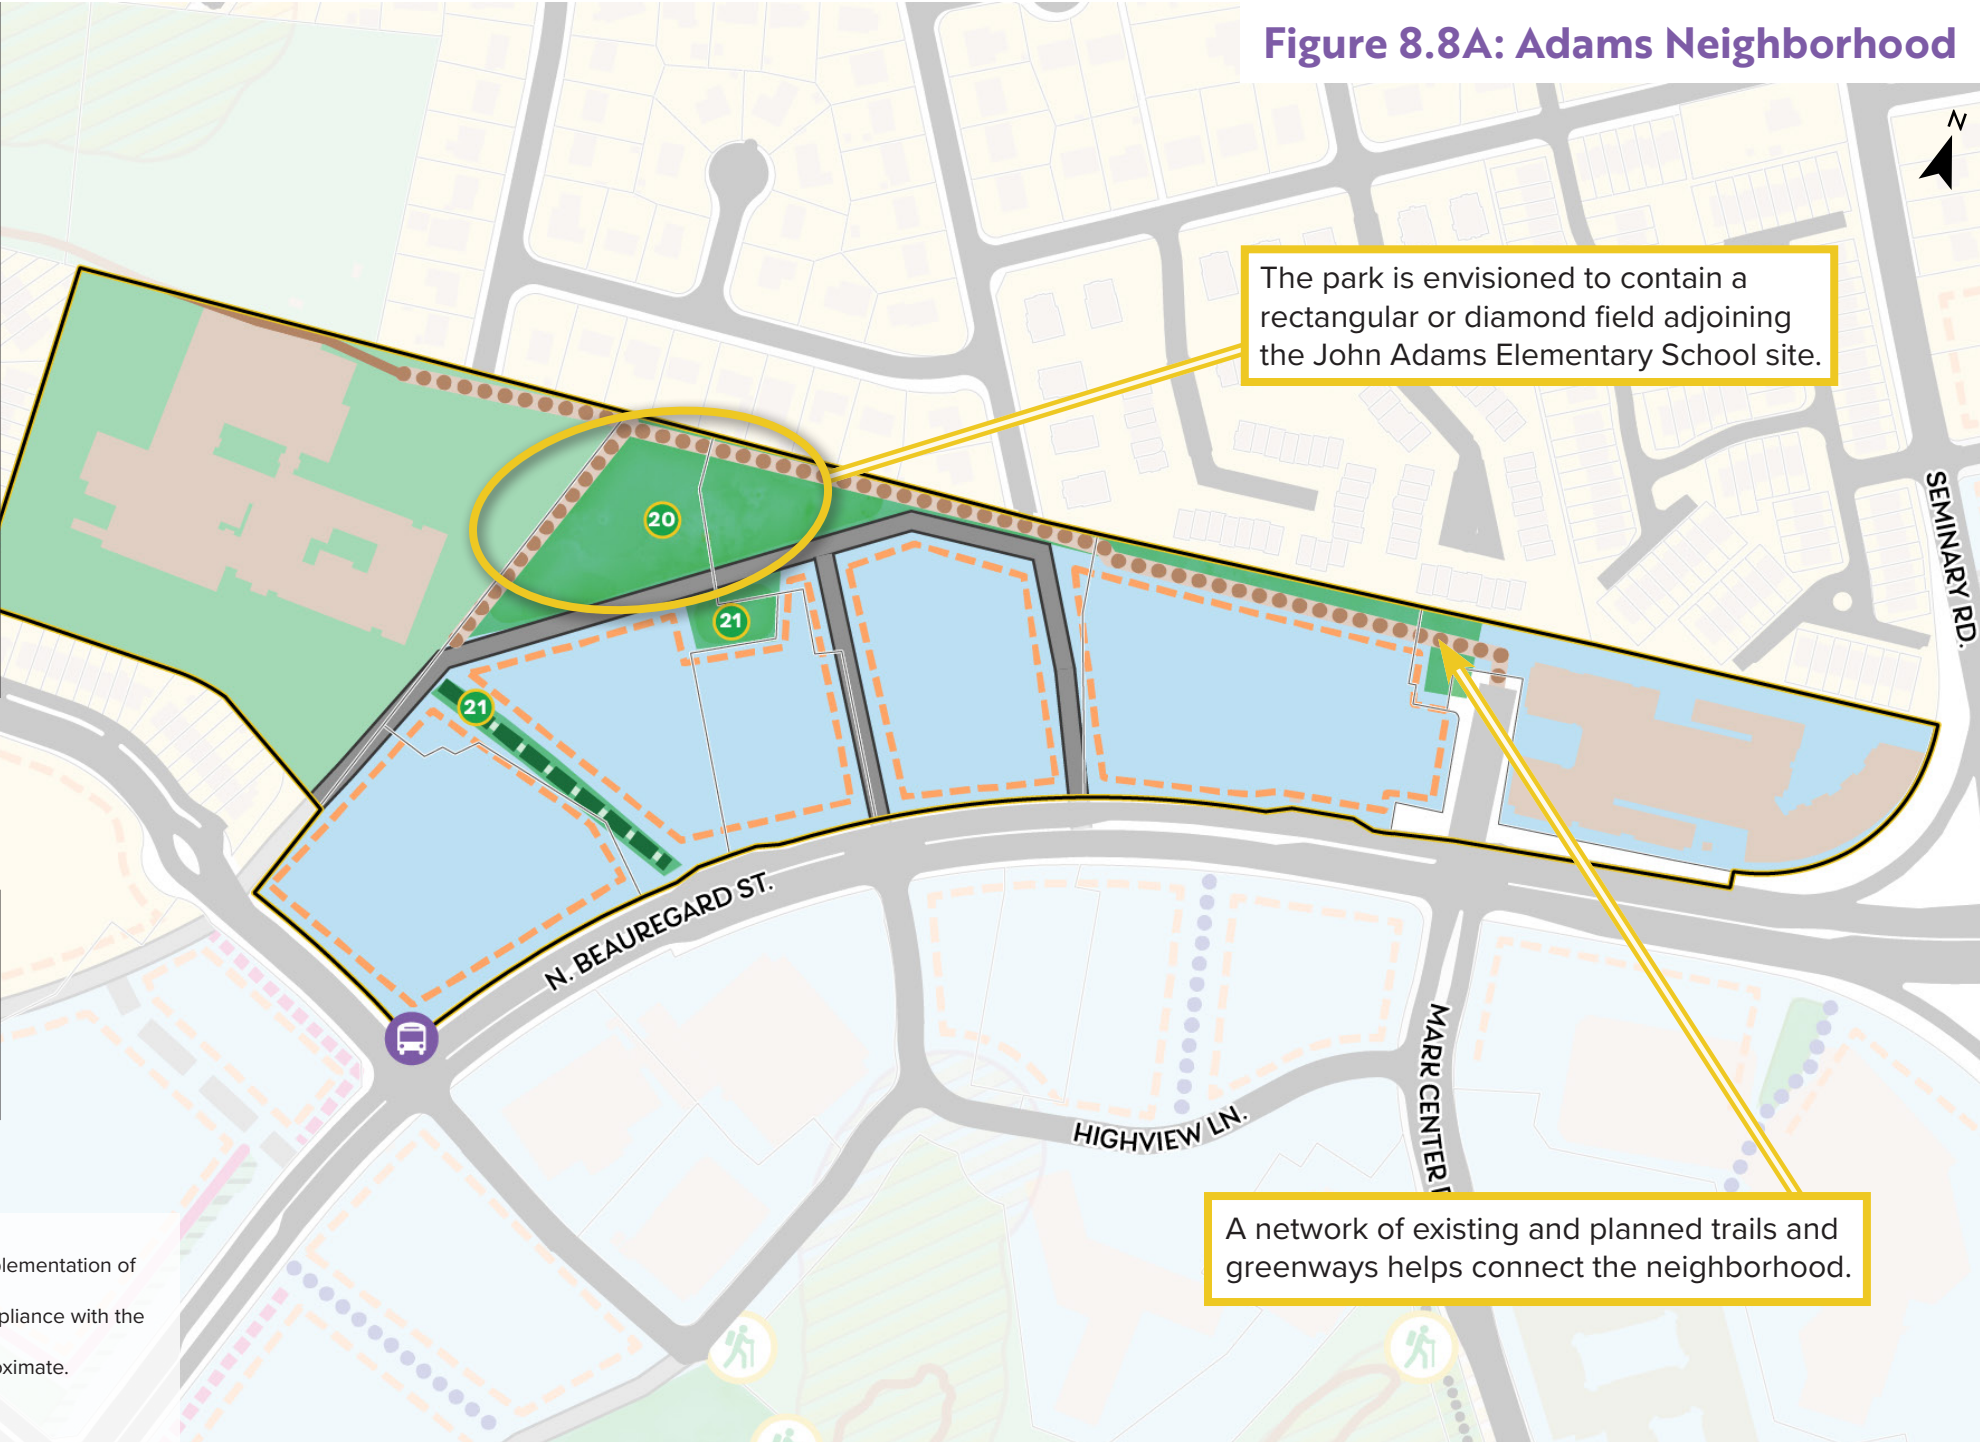 Figure 8.8A: Adams Neighborhood
N
The park is envisioned to contain a
rectangular or diamond field adjoining
the John Adams Elementary School site.
SEMINARY RD.
20
21
21
N. BEAUREGARD ST.
MARK CENTER
HIGHVIEW LN.
A network of existing and planned trails and
greenways helps connect the neighborhood.
lementation of
pliance with the
oximate.